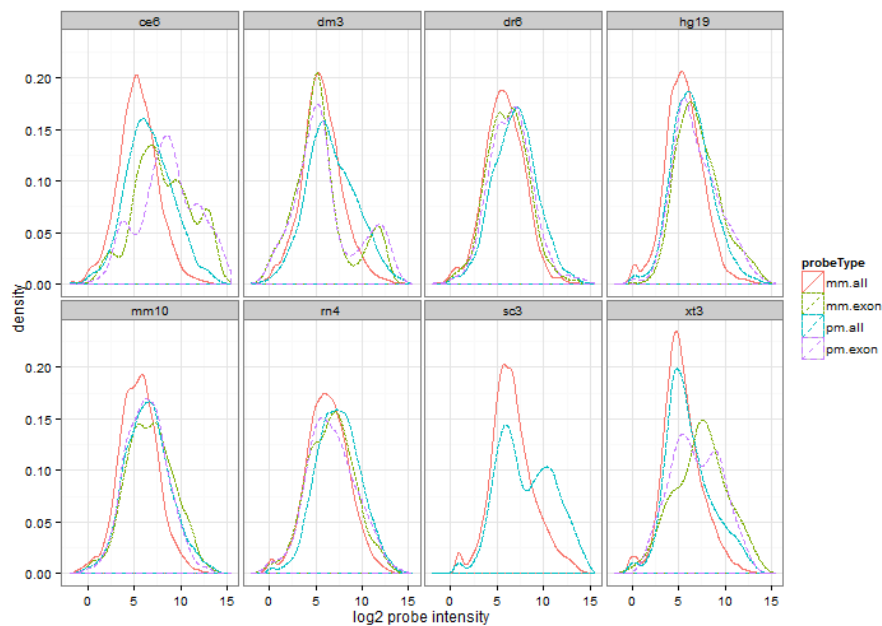 ce6 dm3 dr6 hg19
0.20
0.15
0.10
0.05
0.00
mm10 rn4 sc3 xt3
0.20
0.15
0.10
0.05
0.00
density
0 5 10 15 0 5 10 15 0 5 10 15 0 5 10 15
log2 probe intensity
probeType
mm.all
mm.exon
pm.all
pm.exon